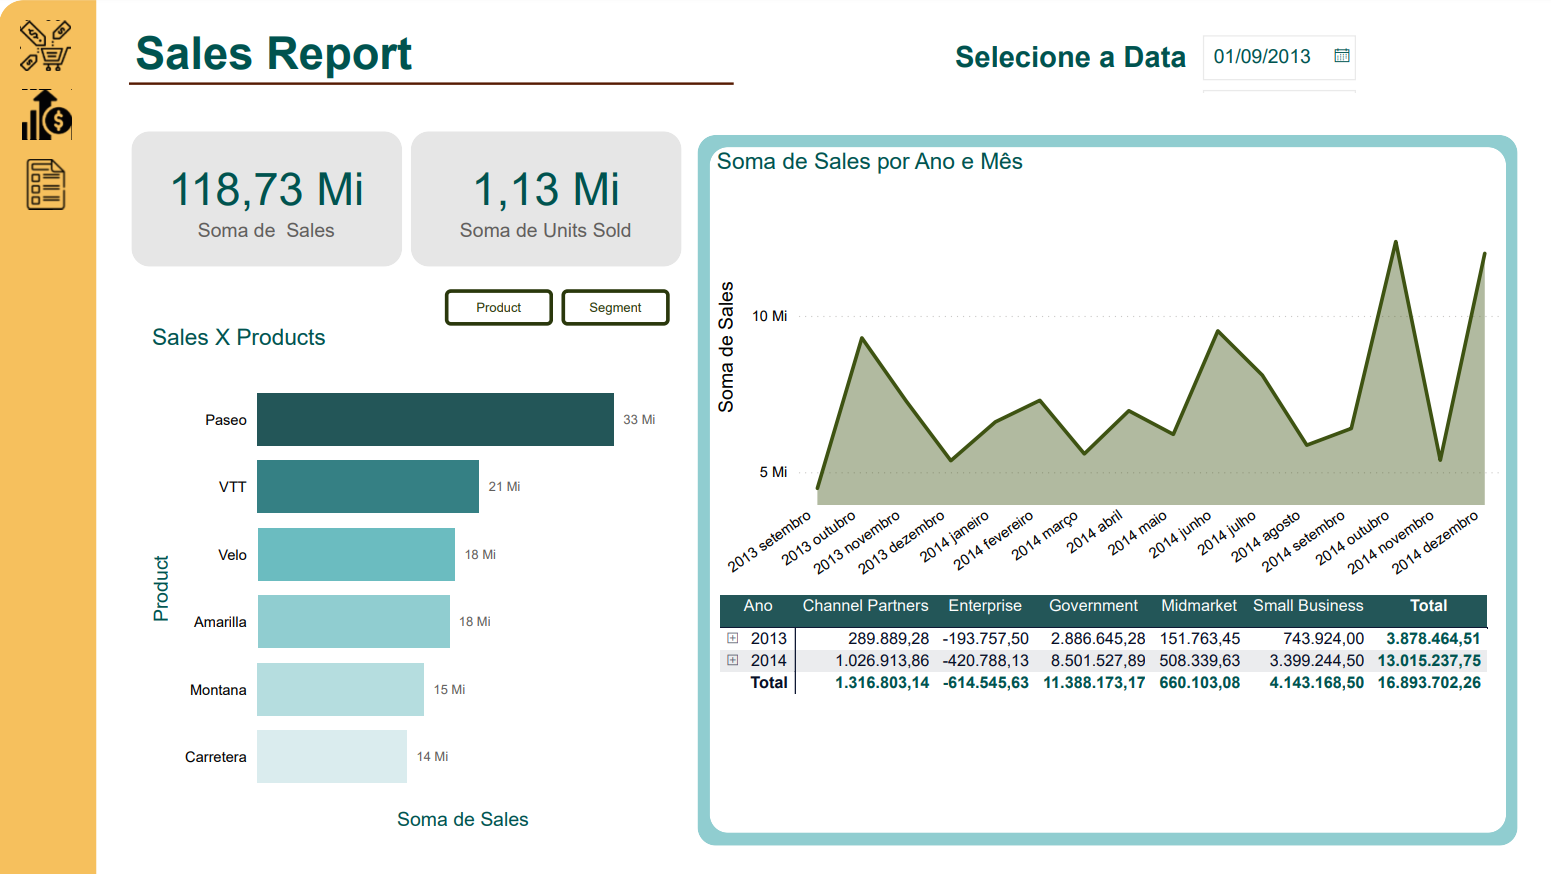 Sales Report
Selecione a Data
01/09/2013
118,73 Mi
Soma de  Sales
1,13 Mi
Soma de Units Sold
Product
Segment
Sales X Products
Product
Paseo 33 Mi
VTT 21 Mi
Velo 18 Mi
Amarilla 18 Mi
Montana 15 Mi
Carretera 14 Mi
Soma de Sales
Soma de Sales por Ano e Mês
Soma de Sales
10 Mi
5 Mi
2013 setembro
2013 outubro
2013 novembro
2013 dezembro
2014 janeiro
2014 fevereiro
2014 março
2014 abril
2014 maio
2014 junho
2014 julho
2014 agosto
2014 setembro
2014 outubro
2014 novembro
2014 dezembro
Ano Channel Partners Enterprise Government Midmarket Small Business Total
2013 289.889,28 -193.757,50 2.886.645,28 151.763,45 743.924,00 3.878.464,51
2014 1.026.913,86 -420.788,13 8.501.527,89 508.339,63 3.399.244,50 13.015.237,75
Total 1.316.803,14 -614.545,63 11.388.173,17 660.103,08 4.143.168,50 16.893.702,26